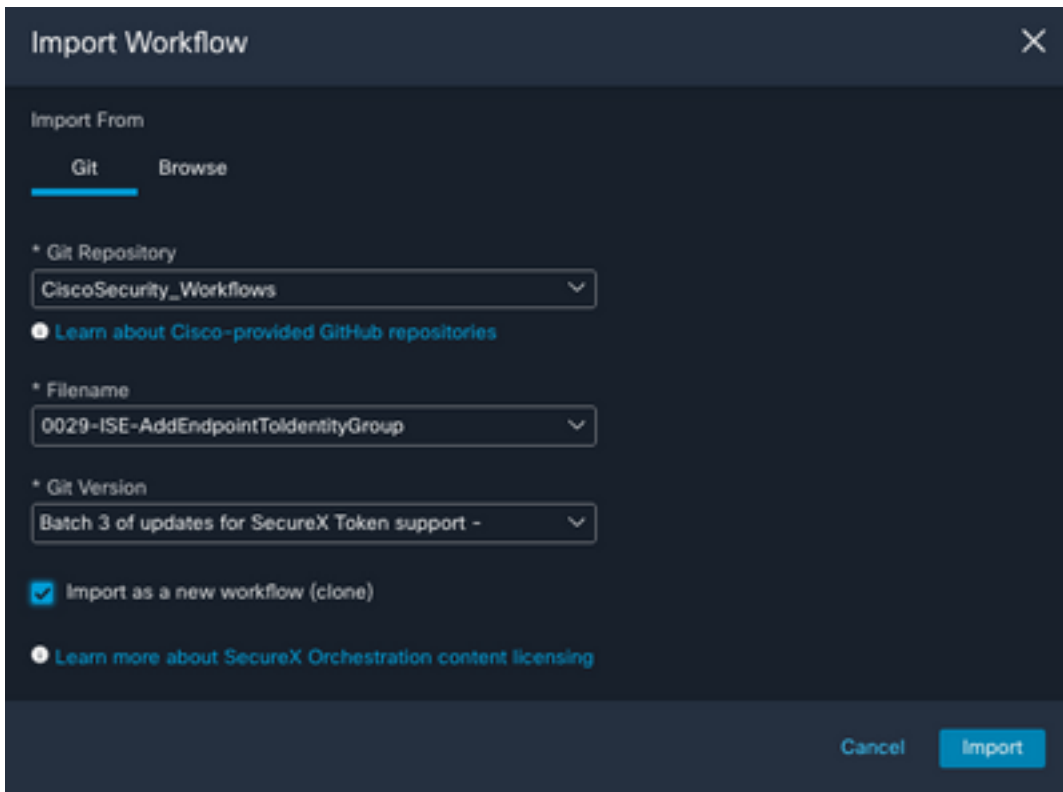 Import Workflow
Import From
Git Browse
* Git Repository
CiscoSecurity_Workflows
Learn about Cisco-provided GitHub repositories
* Filename
0029-ISE-AddEndpointToIdentityGroup
* Git Version
Batch 3 of updates for SecureX Token support -
Import as a new workflow (clone)
Learn more about SecureX Orchestration content licensing
Cancel Import